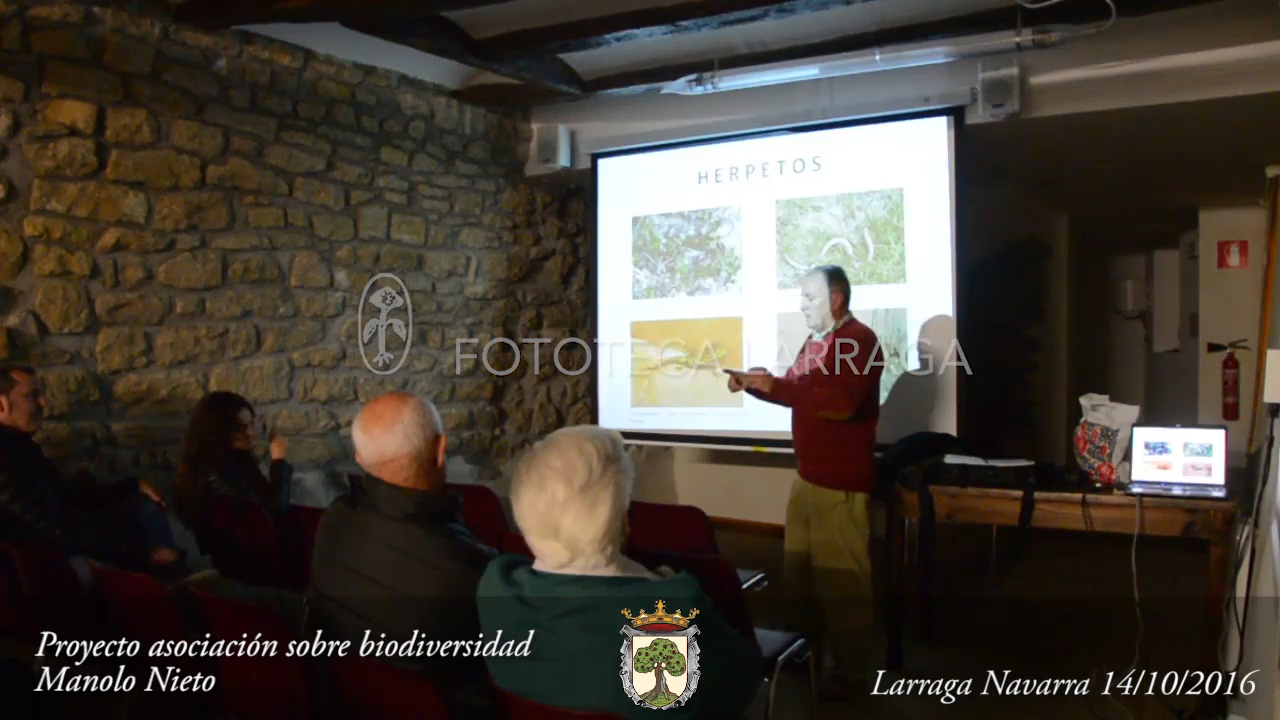 HERPETOS
FOTOTECA LARRAGA
Proyecto asociación sobre biodiversidad
Manolo Nieto
Larraga Navarra 14/10/2016